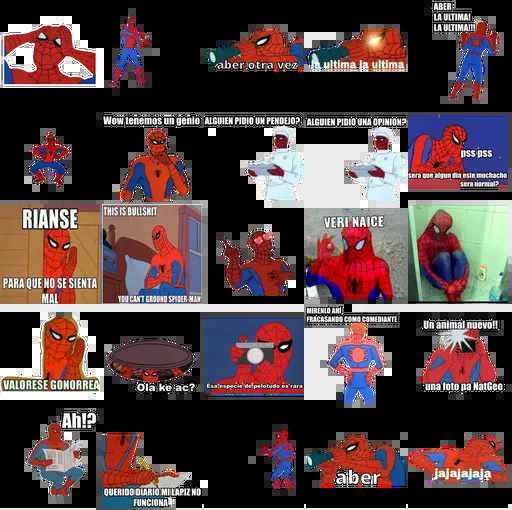 aber otra vez
la ultima la ultima
ABER
LA ULTIMA!
LA ULTIMA!!!
Wow tenemos un genio
ALGUIEN PIDIO UN PENDEJO?
ALGUIEN PIDIO UNA OPINIÓN?
pss pss
sera que algun dia este muchacho
sera normal?
RIANSE
PARA QUE NO SE SIENTA
MAL
THIS IS BULLSHIT
YOU CAN'T GROUND SPIDER-MAN
VERI NAICE
VALORESE GONORREA
Ola ke ac?
Esa especie de pelotudo es rara
MIRENLO AHÍ
FRACASANDO COMO COMEDIANTE
Un animal nuevo!!
una foto pa NatGeo
Ah!?
QUERIDO DIARIO MI LAPIZ NO
FUNCIONA
aber
jajajajaja